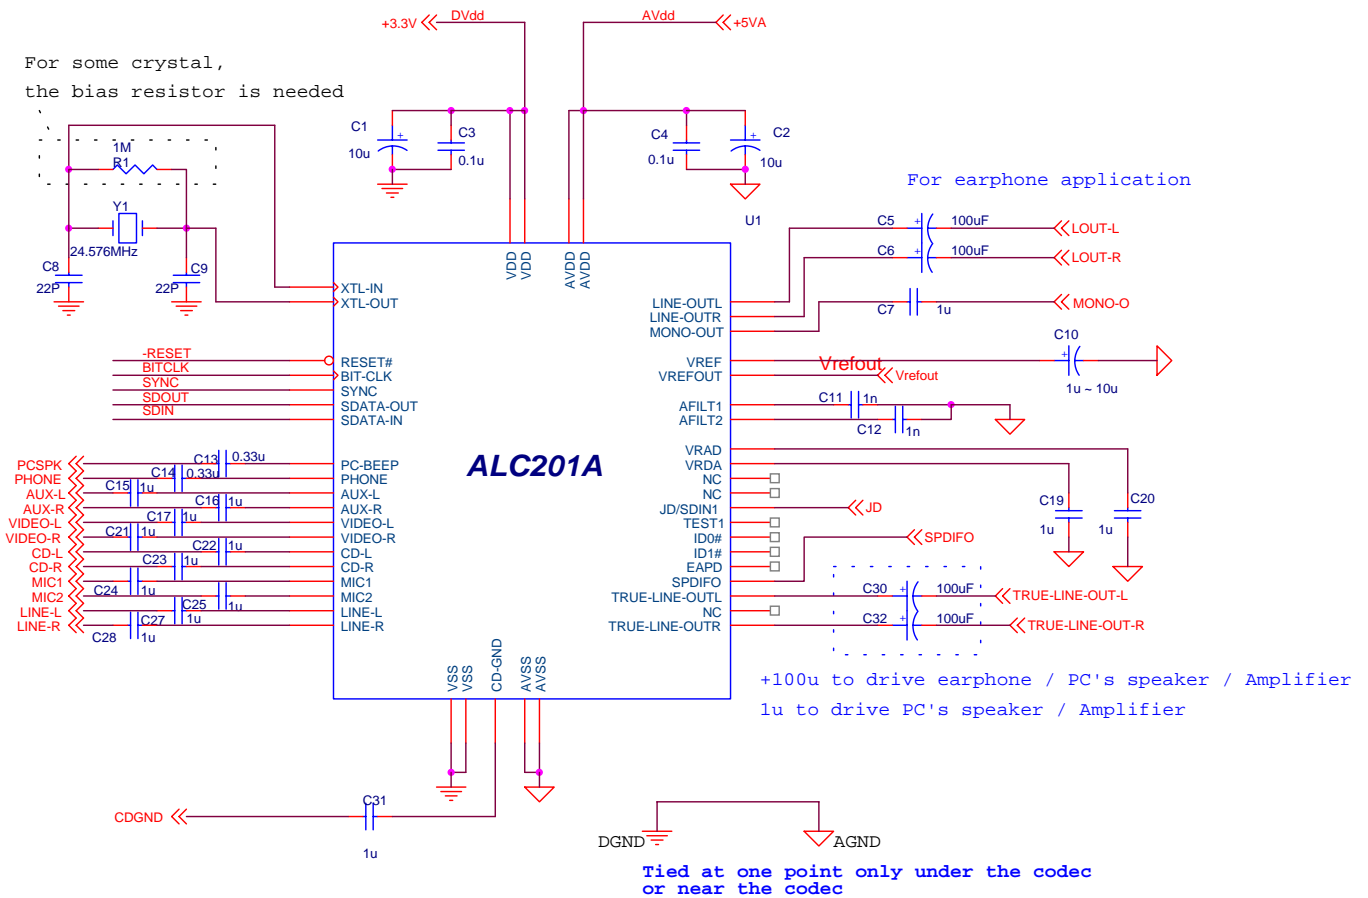 +3.3V
DVdd
AVdd
+5VA
For some crystal,
the bias resistor is needed
1M
R1
Y1
24.576MHz
C8
22P
C9
22P
C1
10u
C3
0.1u
C4
0.1u
C2
10u
U1
For earphone application
C5
100uF
LOUT-L
C6
100uF
LOUT-R
C7
1u
MONO-O
C10
1u ~ 10u
Vrefout
Vrefout
C11
1n
C12
1n
C19
1u
C20
1u
JD
SPDIFO
C30
100uF
TRUE-LINE-OUT-L
C32
100uF
TRUE-LINE-OUT-R
+100u to drive earphone / PC's speaker / Amplifier
1u to drive PC's speaker / Amplifier
VDD
VDD
AVDD
AVDD
XTL-IN
XTL-OUT
RESET#
BIT-CLK
SYNC
SDATA-OUT
SDATA-IN
PC-BEEP
PHONE
AUX-L
AUX-R
VIDEO-L
VIDEO-R
CD-L
CD-R
MIC1
MIC2
LINE-L
LINE-R
ALC201A
LINE-OUTL
LINE-OUTR
MONO-OUT
VREF
VREFOUT
AFILT1
AFILT2
VRAD
VRDA
NC
NC
JD/SDIN1
TEST1
ID0#
ID1#
EAPD
SPDIFO
TRUE-LINE-OUTL
NC
TRUE-LINE-OUTR
VSS
VSS
CD-GND
AVSS
AVSS
-RESET
BITCLK
SYNC
SDOUT
SDIN
PCSPK
PHONE
AUX-L
AUX-R
VIDEO-L
VIDEO-R
CD-L
CD-R
MIC1
MIC2
LINE-L
LINE-R
C13
0.33u
C14
0.33u
C15
1u
C16
1u
C17
1u
C21
1u
C22
1u
C23
1u
C24
1u
C25
1u
C27
1u
C28
1u
CDGND
C31
1u
DGND
AGND
Tied at one point only under the codec
or near the codec